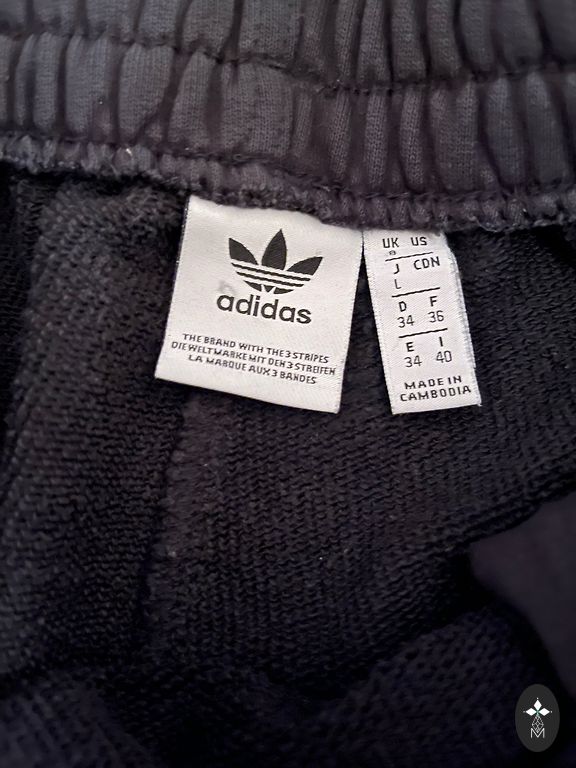 adidas
THE BRAND WITH THE 3 STRIPES
DIE WELTMARKE MIT DEN 3 STREIFEN
LA MARQUE AUX 3 BANDES
UK US
8
J CDN
L
D F
34 36
E I
34 40
MADE IN
CAMBODIA
M